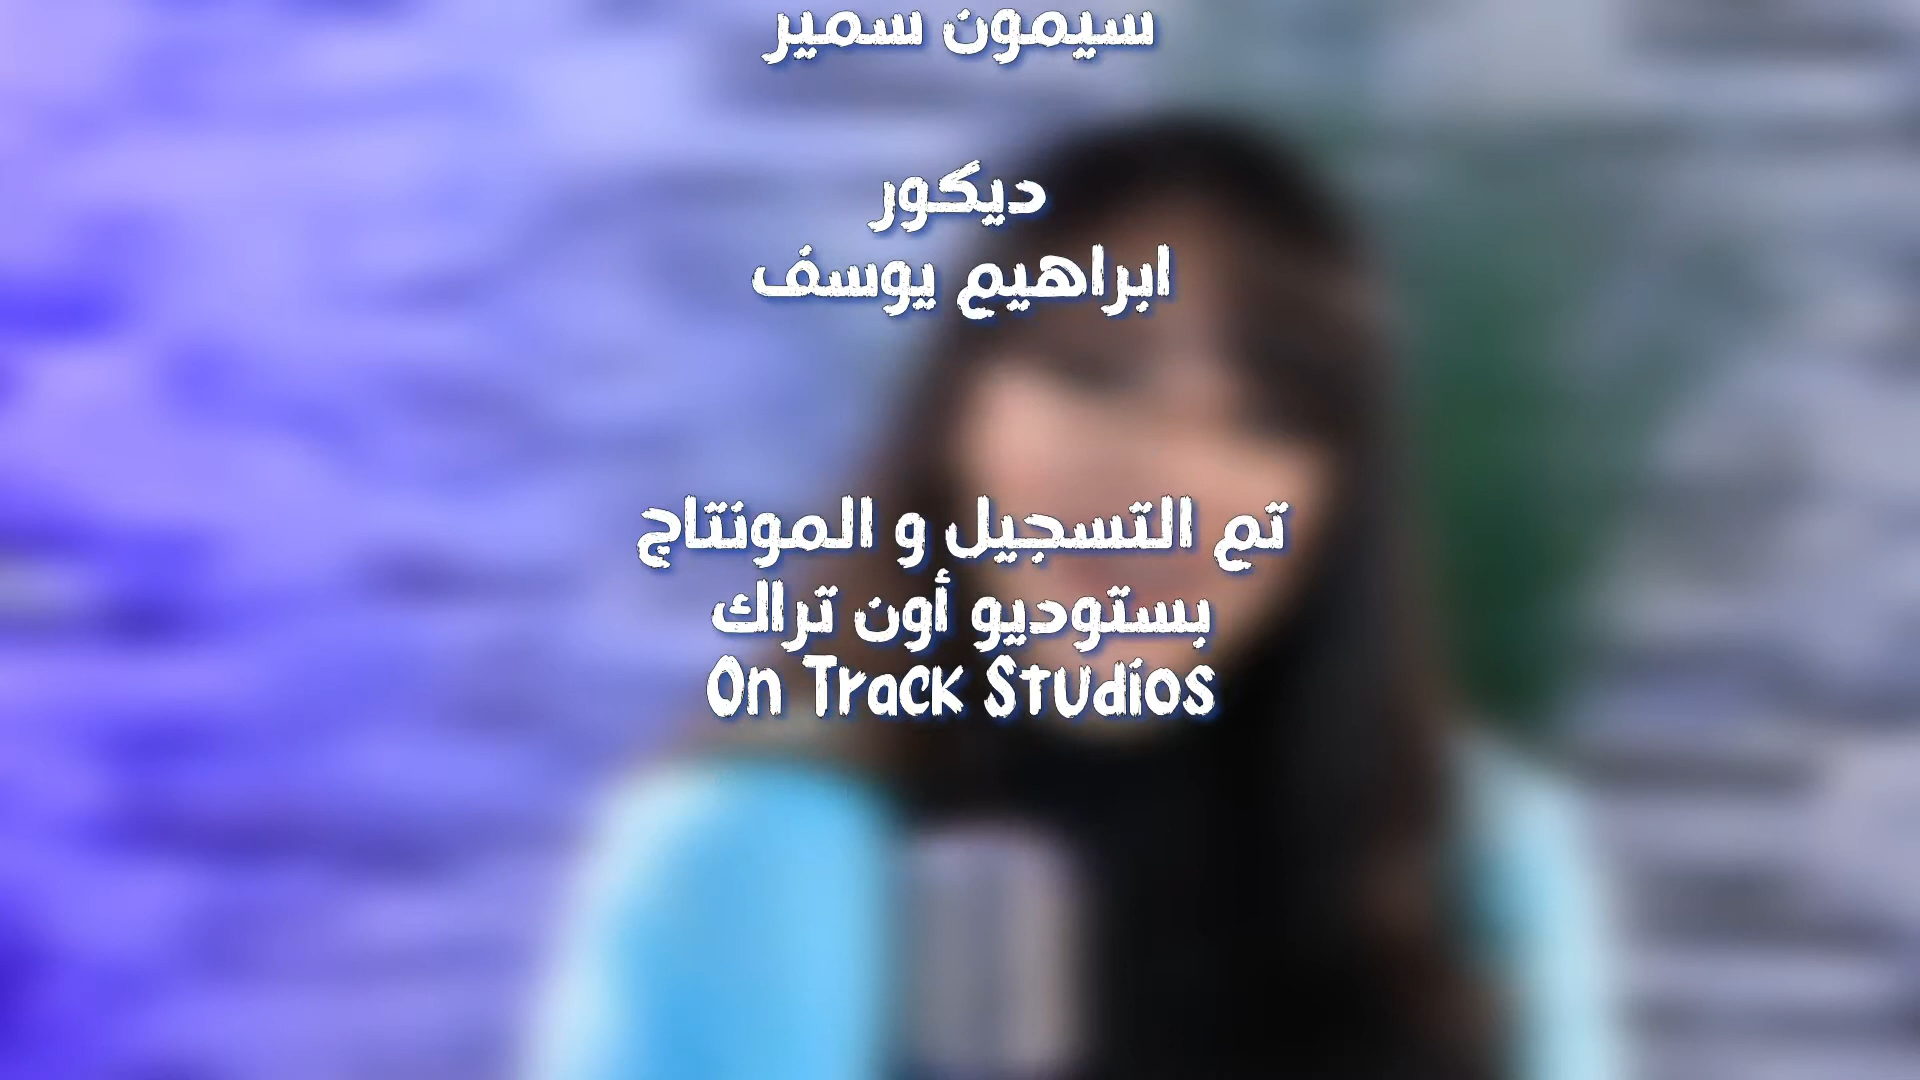 سيمون سمير
ديكور
ابراهيم يوسف
تم التسجيل و المونتاج
بستوديو أون تراك
On Track Studios